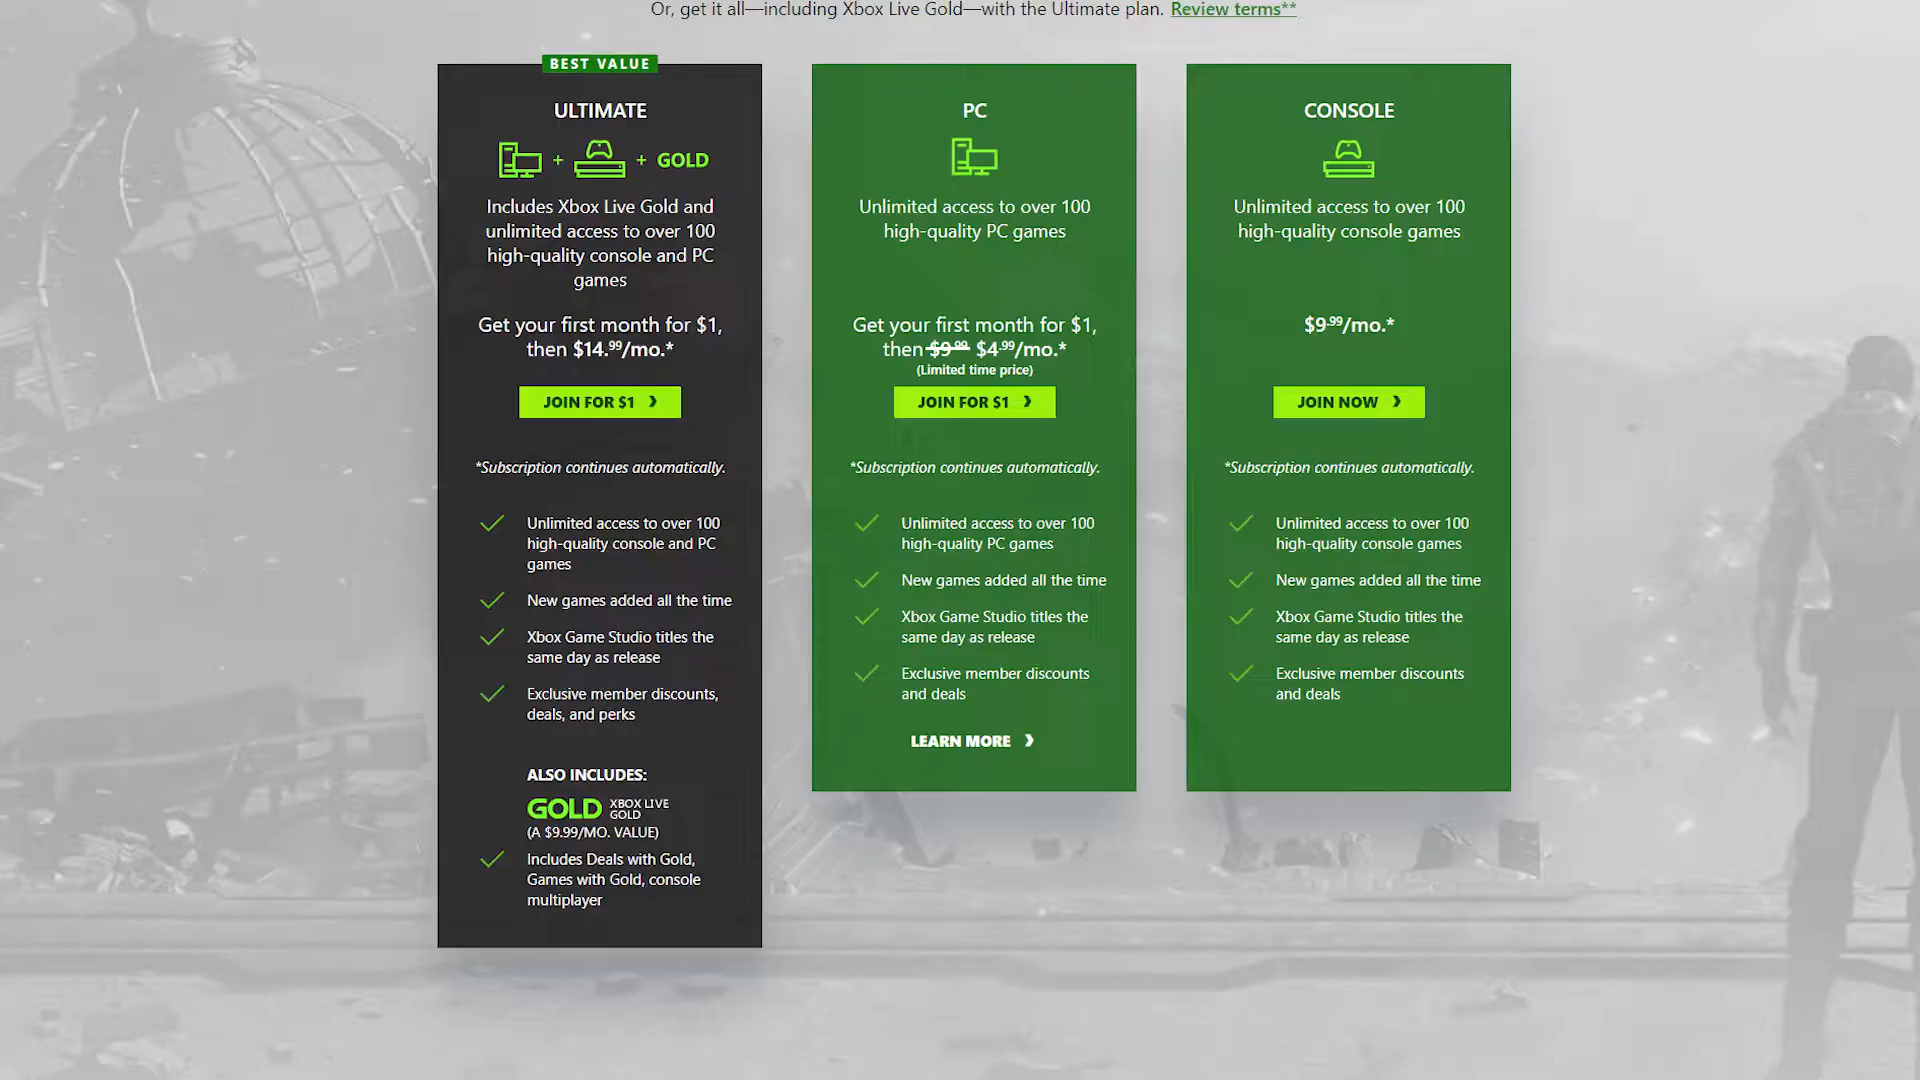 Or, get it all—including Xbox Live Gold—with the Ultimate plan. Review terms**
BEST VALUE
ULTIMATE
+ + GOLD
Includes Xbox Live Gold and
unlimited access to over 100
high-quality console and PC
games
Get your first month for $1,
then $14.99/mo.*
JOIN FOR $1 ❯
*Subscription continues automatically.
Unlimited access to over 100
high-quality console and PC
games
New games added all the time
Xbox Game Studio titles the
same day as release
Exclusive member discounts,
deals, and perks
ALSO INCLUDES:
GOLD XBOX LIVE
GOLD
(A $9.99/MO. VALUE)
Includes Deals with Gold,
Games with Gold, console
multiplayer
PC
Unlimited access to over 100
high-quality PC games
Get your first month for $1,
then $9.99 $4.99/mo.*
(Limited time price)
JOIN FOR $1 ❯
*Subscription continues automatically.
Unlimited access to over 100
high-quality PC games
New games added all the time
Xbox Game Studio titles the
same day as release
Exclusive member discounts
and deals
LEARN MORE ❯
CONSOLE
Unlimited access to over 100
high-quality console games
$9.99/mo.*
JOIN NOW ❯
*Subscription continues automatically.
Unlimited access to over 100
high-quality console games
New games added all the time
Xbox Game Studio titles the
same day as release
Exclusive member discounts
and deals